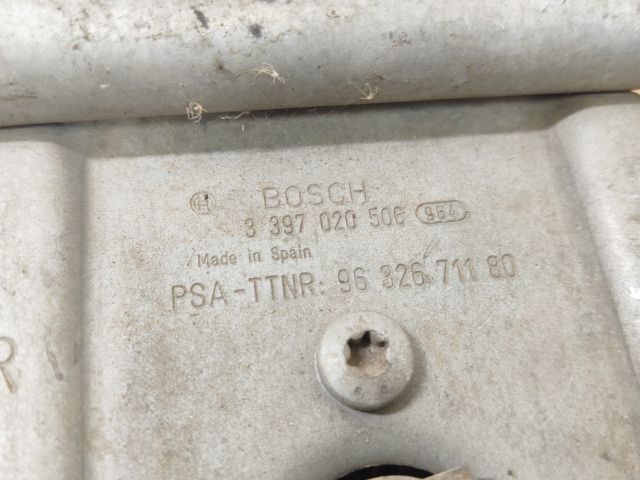 BOSCH
3 397 020 506 964
Made in Spain
PSA-TTNR: 96 326 711 80
R